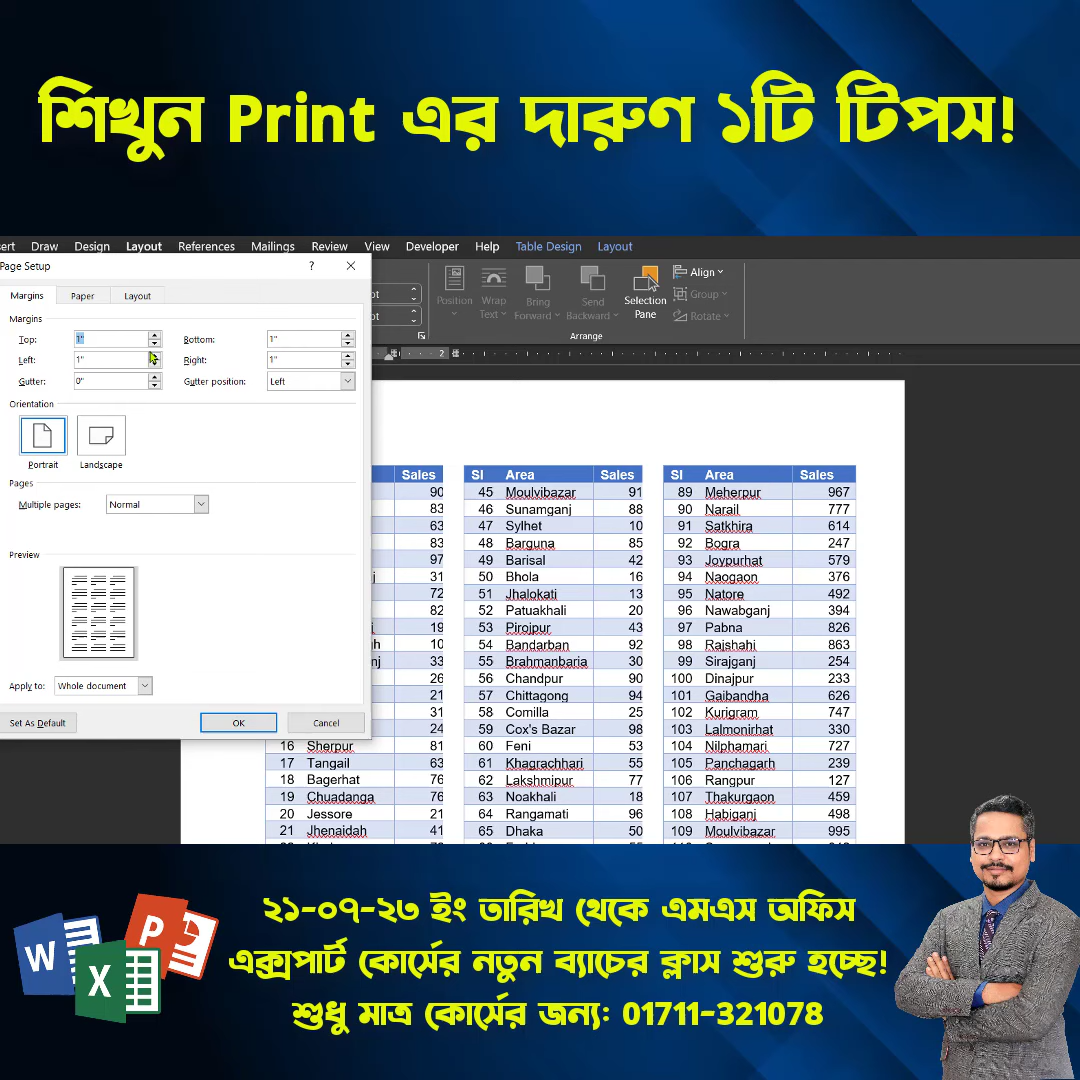 শিখুন Print এর দারুণ ১টি টিপস!
Draw Design Layout References Mailings Review View Developer Help Table Design Layout
Page Setup ? ×
Margins Paper Layout
Margins
Top: 1" Bottom: 1"
Left: 1" Right: 1"
Gutter: 0" Gutter position: Left
Orientation
Portrait Landscape
Pages
Multiple pages: Normal
Preview
Apply to: Whole document
Set As Default OK Cancel
Position Wrap Text Bring Forward Send Backward Selection Pane Align Group Rotate
Arrange
2
Sales Sl Area Sales Sl Area Sales
90 45 Moulvibazar 91 89 Meherpur 967
83 46 Sunamganj 88 90 Narail 777
63 47 Sylhet 10 91 Satkhira 614
83 48 Barguna 85 92 Bogra 247
97 49 Barisal 42 93 Joypurhat 579
31 50 Bhola 16 94 Naogaon 376
72 51 Jhalokati 13 95 Natore 492
82 52 Patuakhali 20 96 Nawabganj 394
19 53 Pirojpur 43 97 Pabna 826
10 54 Bandarban 92 98 Rajshahi 863
33 55 Brahmanbaria 30 99 Sirajganj 254
26 56 Chandpur 90 100 Dinajpur 233
21 57 Chittagong 94 101 Gaibandha 626
31 58 Comilla 25 102 Kurigram 747
24 59 Cox's Bazar 98 103 Lalmonirhat 330
16 Sherpur 81 60 Feni 53 104 Nilphamari 727
17 Tangail 63 61 Khagrachhari 55 105 Panchagarh 239
18 Bagerhat 76 62 Lakshmipur 77 106 Rangpur 127
19 Chuadanga 76 63 Noakhali 18 107 Thakurgaon 459
20 Jessore 21 64 Rangamati 96 108 Habiganj 498
21 Jhenaidah 41 65 Dhaka 50 109 Moulvibazar 995
২১-০৭-২৩ ইং তারিখ থেকে এমএস অফিস
এক্সপার্ট কোর্সের নতুন ব্যাচের ক্লাস শুরু হচ্ছে!
শুধু মাত্র কোর্সের জন্য: 01711-321078
W
P
X